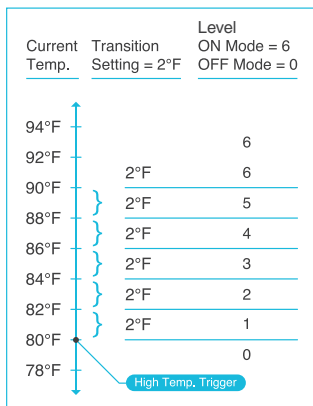 Level
Current Transition ON Mode = 6
Temp. Setting = 2°F OFF Mode = 0
94°F
6
92°F
2°F 6
90°F
2°F 5
88°F
2°F 4
86°F
2°F 3
84°F
2°F 2
82°F
2°F 1
80°F
0
78°F
High Temp. Trigger